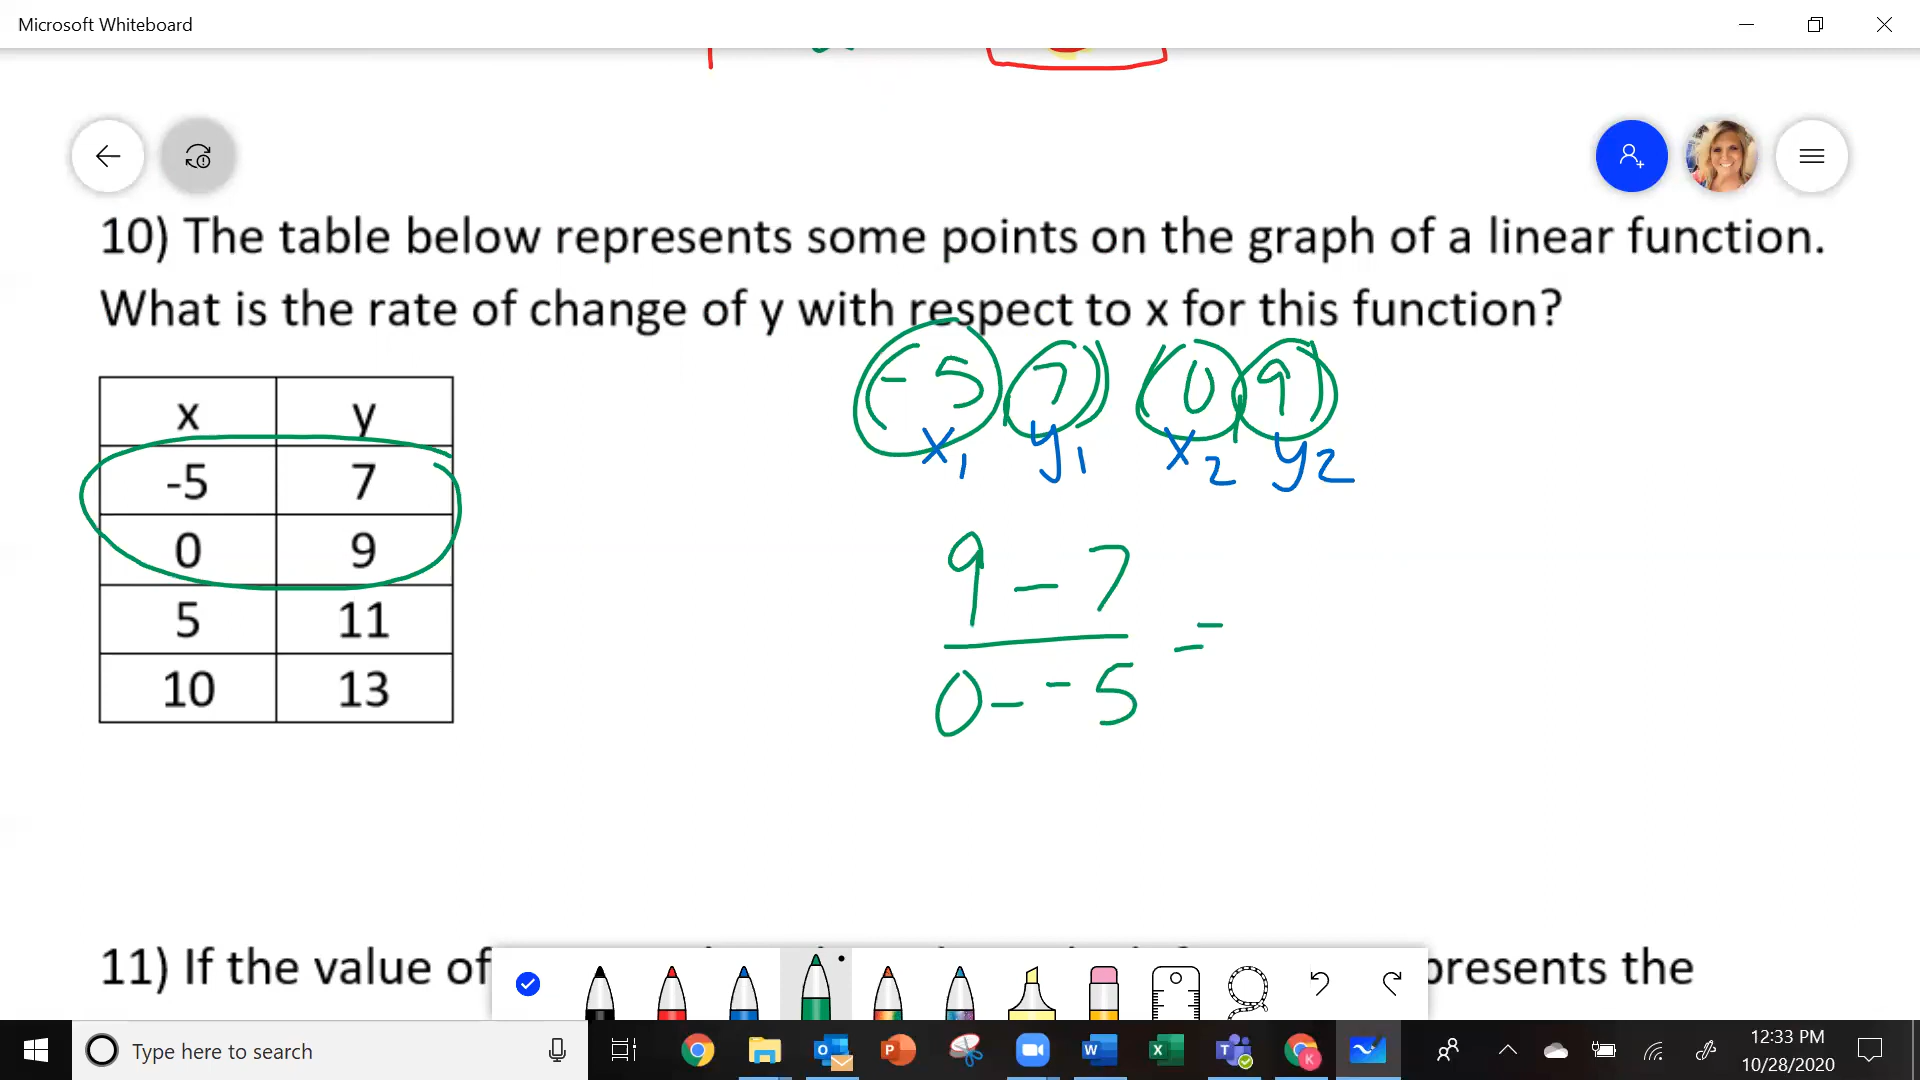 Microsoft Whiteboard
10) The table below represents some points on the graph of a linear function.
What is the rate of change of y with respect to x for this function?
(-5, 7) (0, 9)
x1 y1 x2 y2
x y
-5 7
0 9
5 11
10 13
9 - 7
0 - -5
=
11) If the value of
presents the
Type here to search
12:33 PM
10/28/2020